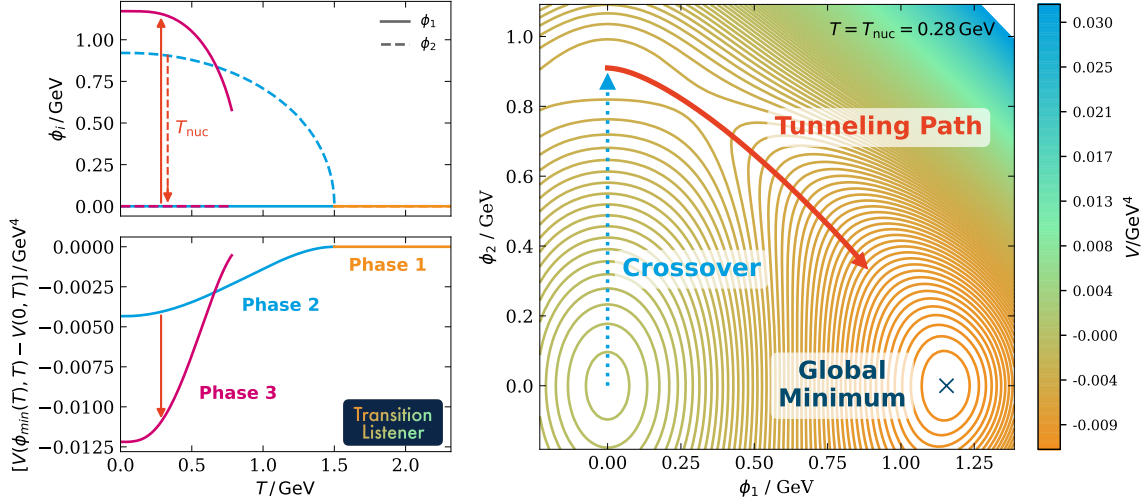 ϕ₁
ϕ₂
1.00
0.75
0.50
0.25
0.00
ϕᵢ / GeV
Tₙᵤ꜀
0.0000
−0.0025
−0.0050
−0.0075
−0.0100
−0.0125
[V(ϕₘᵢₙ(T), T) − V(0, T)] / GeV⁴
Phase 1
Phase 2
Phase 3
Transition
Listener
0.0
0.5
1.0
1.5
2.0
T / GeV
T = Tₙᵤ꜀ = 0.28 GeV
Tunneling Path
Crossover
Global
Minimum
1.0
0.8
0.6
0.4
0.2
0.0
ϕ₂ / GeV
0.00
0.25
0.50
0.75
1.00
1.25
ϕ₁ / GeV
0.030
0.026
0.021
0.017
0.013
0.008
0.004
-0.000
-0.004
-0.009
V/GeV⁴